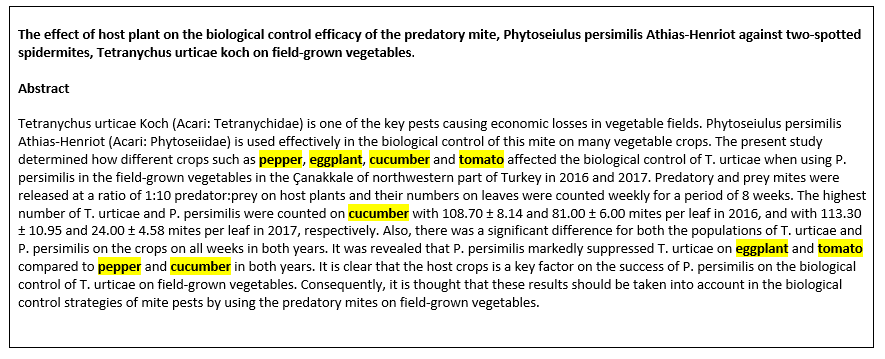 The effect of host plant on the biological control efficacy of the predatory mite, Phytoseiulus persimilis Athias-Henriot against two-spotted
spidermites, Tetranychus urticae koch on field-grown vegetables.
Abstract
Tetranychus urticae Koch (Acari: Tetranychidae) is one of the key pests causing economic losses in vegetable fields. Phytoseiulus persimilis
Athias-Henriot (Acari: Phytoseiidae) is used effectively in the biological control of this mite on many vegetable crops. The present study
determined how different crops such as pepper, eggplant, cucumber and tomato affected the biological control of T. urticae when using P.
persimilis in the field-grown vegetables in the Çanakkale of northwestern part of Turkey in 2016 and 2017. Predatory and prey mites were
released at a ratio of 1:10 predator:prey on host plants and their numbers on leaves were counted weekly for a period of 8 weeks. The highest
number of T. urticae and P. persimilis were counted on cucumber with 108.70 ± 8.14 and 81.00 ± 6.00 mites per leaf in 2016, and with 113.30
± 10.95 and 24.00 ± 4.58 mites per leaf in 2017, respectively. Also, there was a significant difference for both the populations of T. urticae and
P. persimilis on the crops on all weeks in both years. It was revealed that P. persimilis markedly suppressed T. urticae on eggplant and tomato
compared to pepper and cucumber in both years. It is clear that the host crops is a key factor on the success of P. persimilis on the biological
control of T. urticae on field-grown vegetables. Consequently, it is thought that these results should be taken into account in the biological
control strategies of mite pests by using the predatory mites on field-grown vegetables.